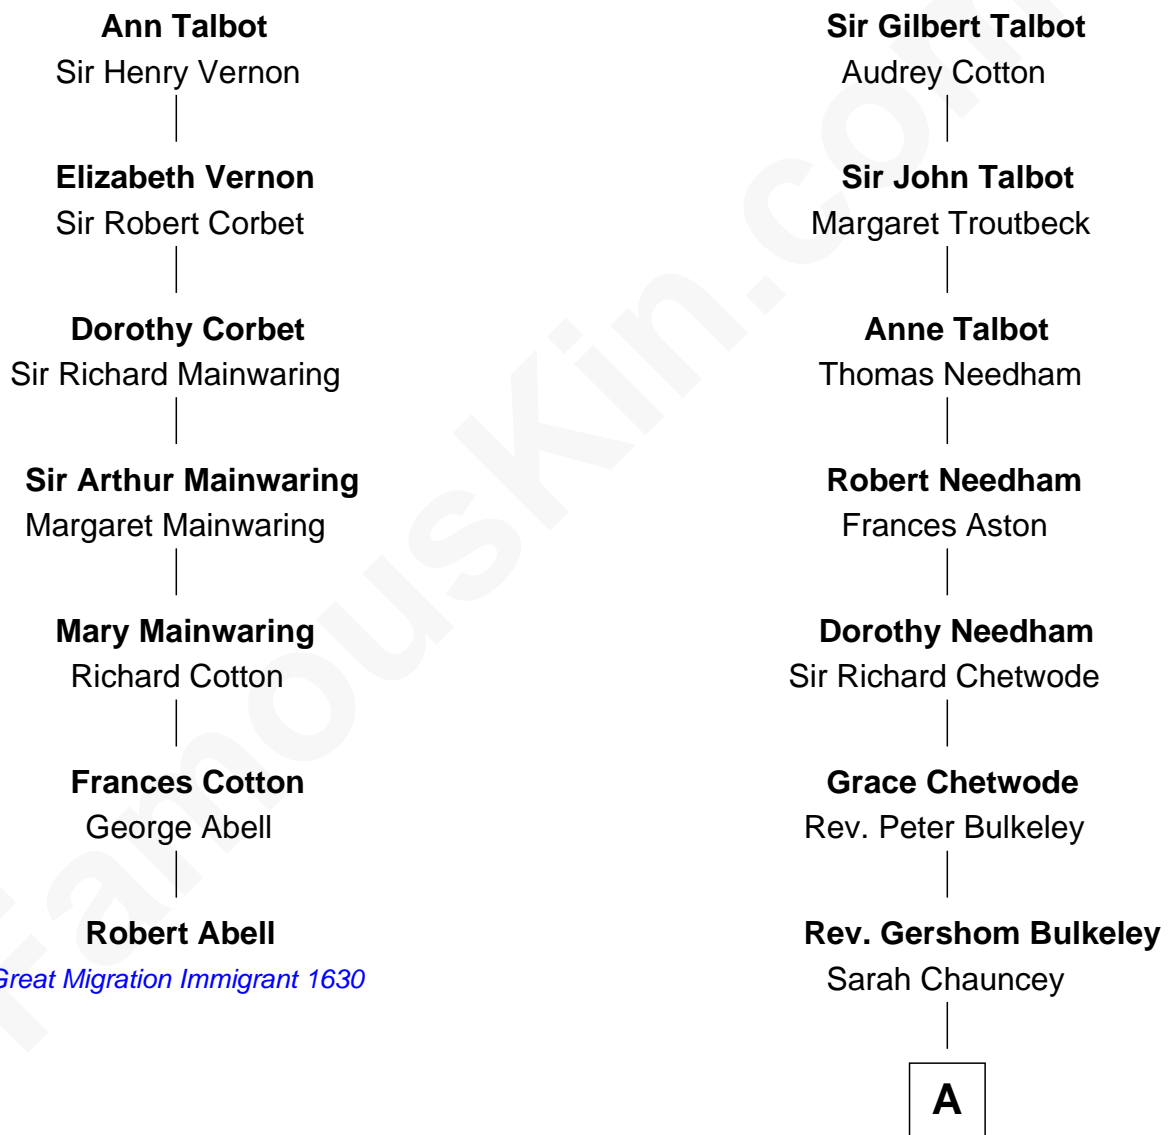 Ann Talbot
Sir Henry Vernon
Elizabeth Vernon
Sir Robert Corbet
Dorothy Corbet
Sir Richard Mainwaring
Sir Arthur Mainwaring
Margaret Mainwaring
Mary Mainwaring
Richard Cotton
Frances Cotton
George Abell
Robert Abell
Great Migration Immigrant 1630
Sir Gilbert Talbot
Audrey Cotton
Sir John Talbot
Margaret Troutbeck
Anne Talbot
Thomas Needham
Robert Needham
Frances Aston
Dorothy Needham
Sir Richard Chetwode
Grace Chetwode
Rev. Peter Bulkeley
Rev. Gershom Bulkeley
Sarah Chauncey
A
FamousKin.com